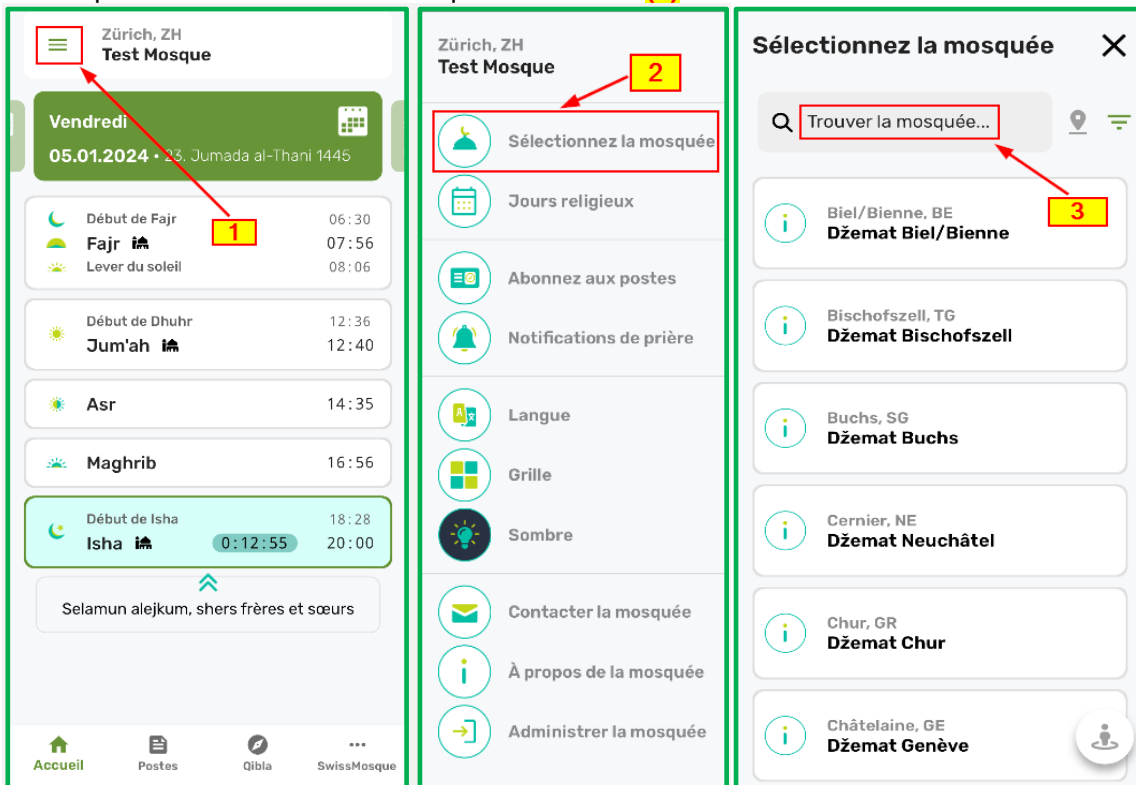 Zürich, ZH
Test Mosque
Vendredi
05.01.2024 • 23. Jumada al-Thani 1445
1
Début de Fajr 06:30
Fajr 07:56
Lever du soleil 08:06
Début de Dhuhr 12:36
Jum'ah 12:40
Asr 14:35
Maghrib 16:56
Début de Isha 18:28
Isha 0:12:55 20:00
Selamun alejkum, shers frères et sœurs
Accueil
Postes
Qibla
SwissMosque
Zürich, ZH
Test Mosque
2
Sélectionnez la mosquée
Jours religieux
Abonnez aux postes
Notifications de prière
Langue
Grille
Sombre
Contacter la mosquée
À propos de la mosquée
Administrer la mosquée
Sélectionnez la mosquée
Trouver la mosquée...
3
Biel/Bienne, BE
Džemat Biel/Bienne
Bischofszell, TG
Džemat Bischofszell
Buchs, SG
Džemat Buchs
Cernier, NE
Džemat Neuchâtel
Chur, GR
Džemat Chur
Châtelaine, GE
Džemat Genève